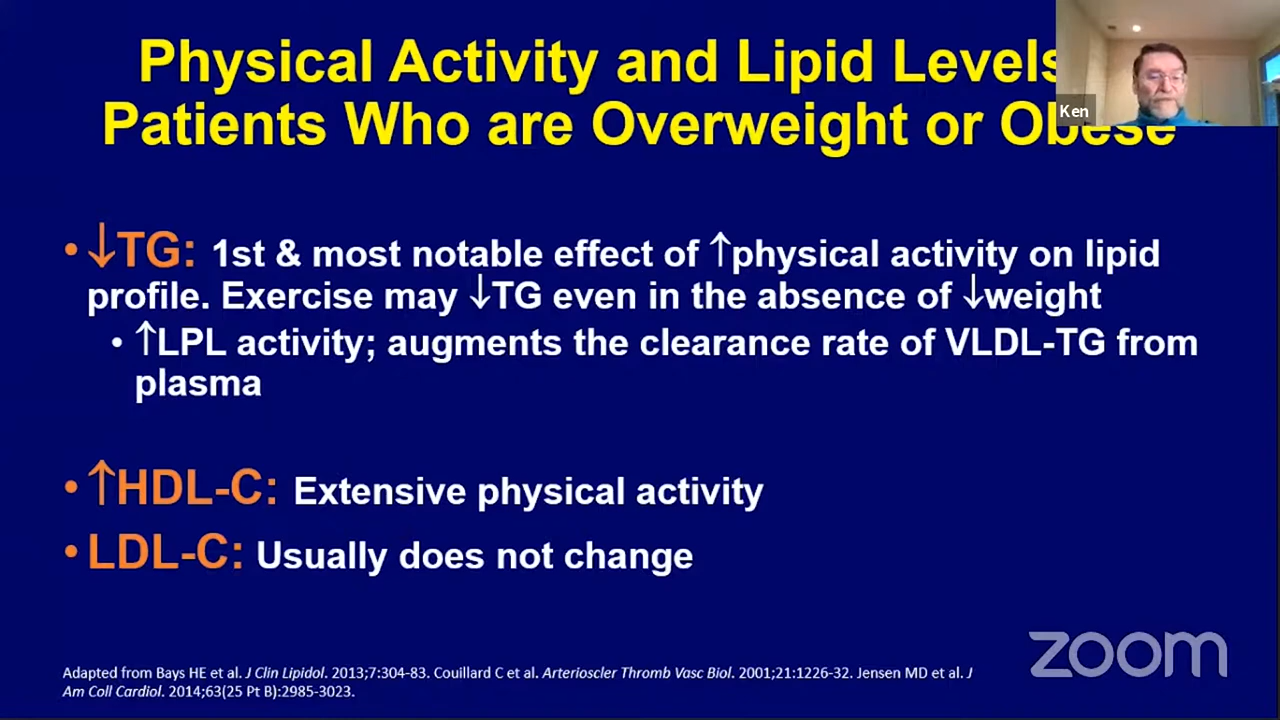 Physical Activity and Lipid Levels
Patients Who are Overweight or Obese
Ken
• ↓TG: 1st & most notable effect of ↑physical activity on lipid
profile. Exercise may ↓TG even in the absence of ↓weight
• ↑LPL activity; augments the clearance rate of VLDL-TG from
plasma
• ↑HDL-C: Extensive physical activity
• LDL-C: Usually does not change
zoom
Adapted from Bays HE et al. J Clin Lipidol. 2013;7:304-83. Couillard C et al. Arterioscler Thromb Vasc Biol. 2001;21:1226-32. Jensen MD et al. J
Am Coll Cardiol. 2014;63(25 Pt B):2985-3023.